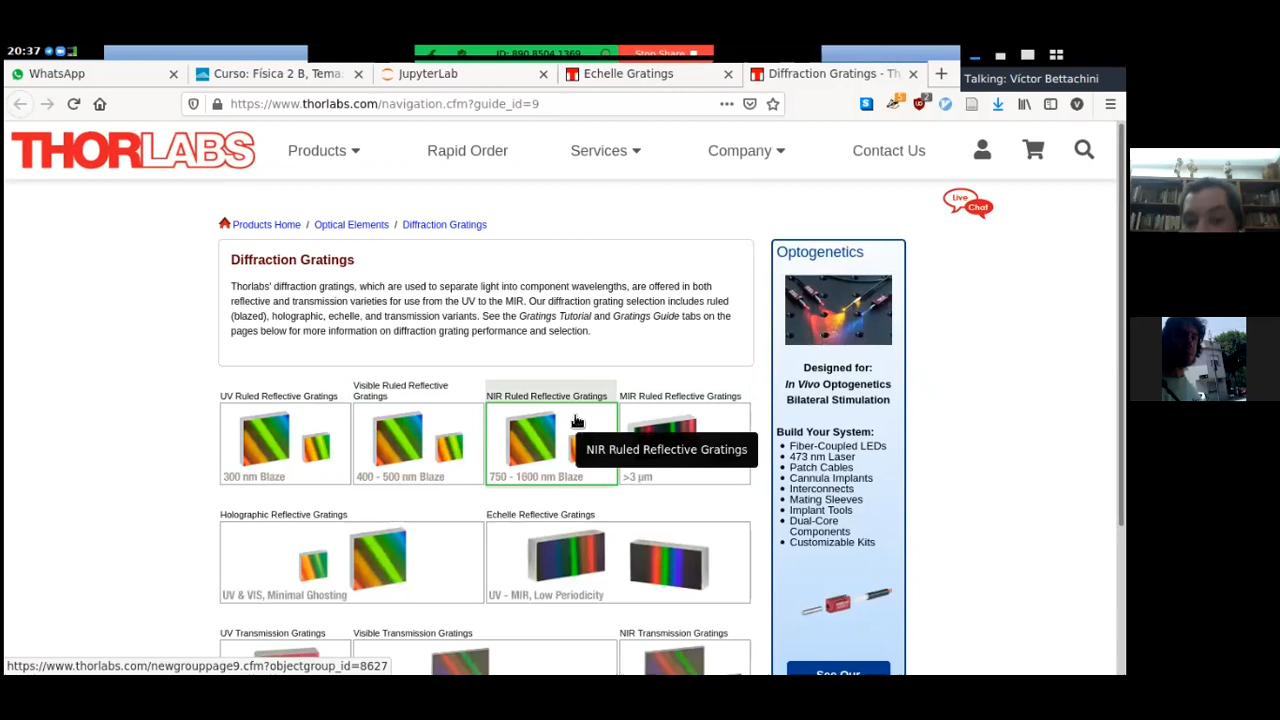 20:37
ID: 890 8504 1369
Stop Share
WhatsApp
Curso: Física 2 B, Tema:
JupyterLab
Echelle Gratings
Diffraction Gratings - Th
Talking: Víctor Bettachini
https://www.thorlabs.com/navigation.cfm?guide_id=9
THORLABS
Products
Rapid Order
Services
Company
Contact Us
Live Chat
Products Home / Optical Elements / Diffraction Gratings
Diffraction Gratings
Thorlabs' diffraction gratings, which are used to separate light into component wavelengths, are offered in both
reflective and transmission varieties for use from the UV to the MIR. Our diffraction grating selection includes ruled
(blazed), holographic, echelle, and transmission variants. See the Gratings Tutorial and Gratings Guide tabs on the
pages below for more information on diffraction grating performance and selection.
UV Ruled Reflective Gratings
Visible Ruled Reflective
Gratings
NIR Ruled Reflective Gratings
MIR Ruled Reflective Gratings
NIR Ruled Reflective Gratings
300 nm Blaze
400 - 500 nm Blaze
750 - 1600 nm Blaze
>3 µm
Holographic Reflective Gratings
Echelle Reflective Gratings
UV & VIS, Minimal Ghosting
UV - MIR, Low Periodicity
UV Transmission Gratings
Visible Transmission Gratings
NIR Transmission Gratings
Optogenetics
Designed for:
In Vivo Optogenetics
Bilateral Stimulation
Build Your System:
Fiber-Coupled LEDs
473 nm Laser
Patch Cables
Cannula Implants
Interconnects
Mating Sleeves
Implant Tools
Dual-Core
Components
Customizable Kits
See Our
https://www.thorlabs.com/newgrouppage9.cfm?objectgroup_id=8627